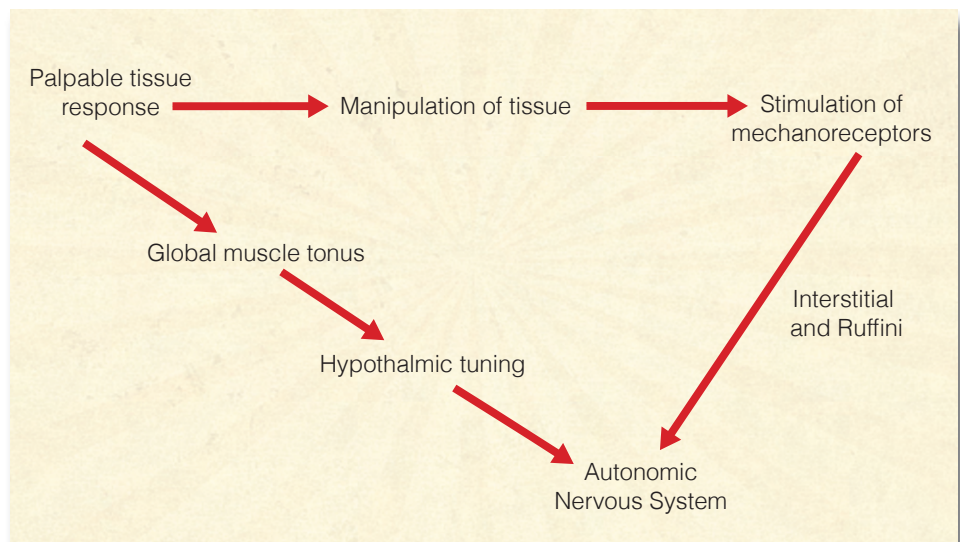 Palpable tissue
response
Manipulation of tissue
Stimulation of
mechanoreceptors
Global muscle tonus
Interstitial
and Ruffini
Hypothalmic tuning
Autonomic
Nervous System